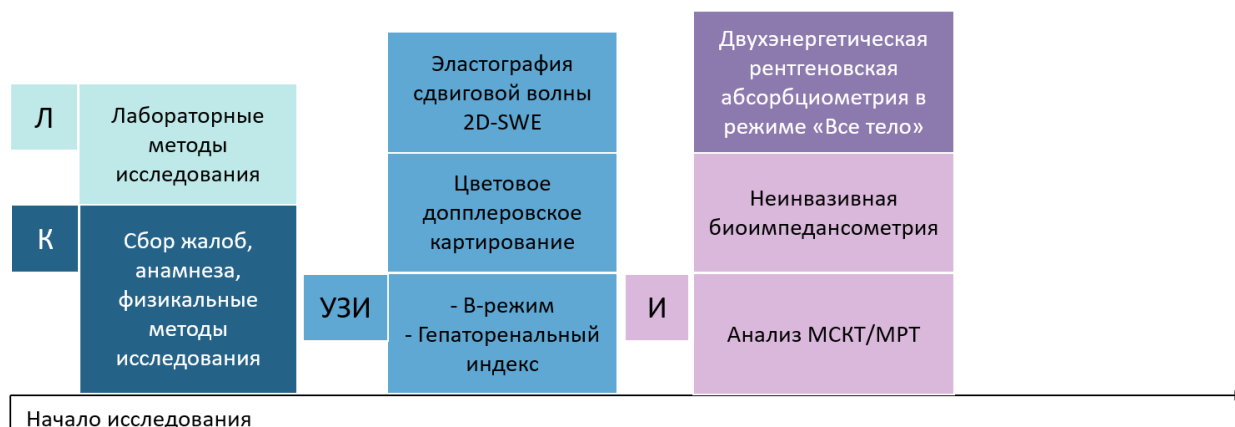 Л
Лабораторные
методы
исследования
К
Сбор жалоб,
анамнеза,
физикальные
методы
исследования
УЗИ
Эластография
сдвиговой волны
2D-SWE
Цветовое
допплеровское
картирование
- В-режим
- Гепаторенальный
индекс
И
Двухэнергетическая
рентгеновская
абсорбциометрия в
режиме «Все тело»
Неинвазивная
биоимпедансометрия
Анализ МСКТ/МРТ
Начало исследования